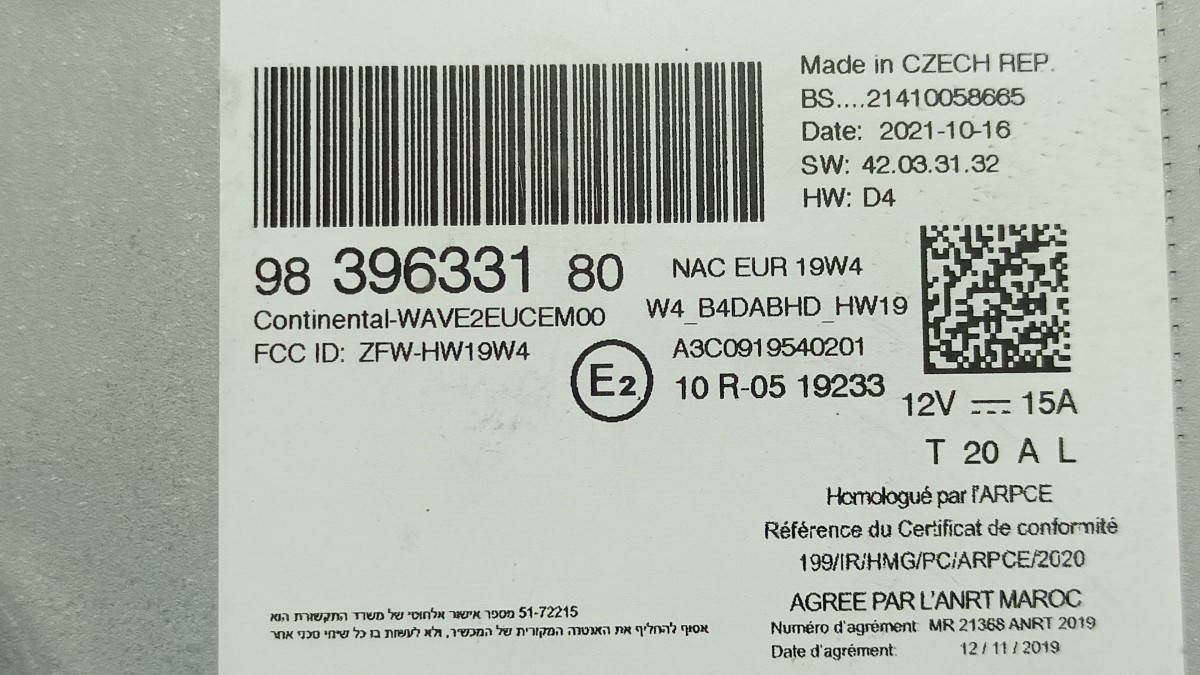 Made in CZECH REP.
BS....21410058665
Date: 2021-10-16
SW: 42.03.31.32
HW: D4
98 396331 80
Continental-WAVE2EUCEM00
FCC ID: ZFW-HW19W4
NAC EUR 19W4
W4_B4DABHD_HW19
A3C0919540201
E2
10 R-05 19233
12V 15A
T 20 A L
Homologué par l'ARPCE
Référence du Certificat de conformité
199/IR/HMG/PC/ARPCE/2020
AGREE PAR L'ANRT MAROC
Numéro d'agrément: MR 21368 ANRT 2019
Date d'agrément: 12 / 11 / 2019
51-72215 מספר אישור אלחוטי של משרד התקשורת הוא
אסוף להחליף את האנטנה המקורית של המכשיר, ולא לעשות בו כל שינוי טכני אחר